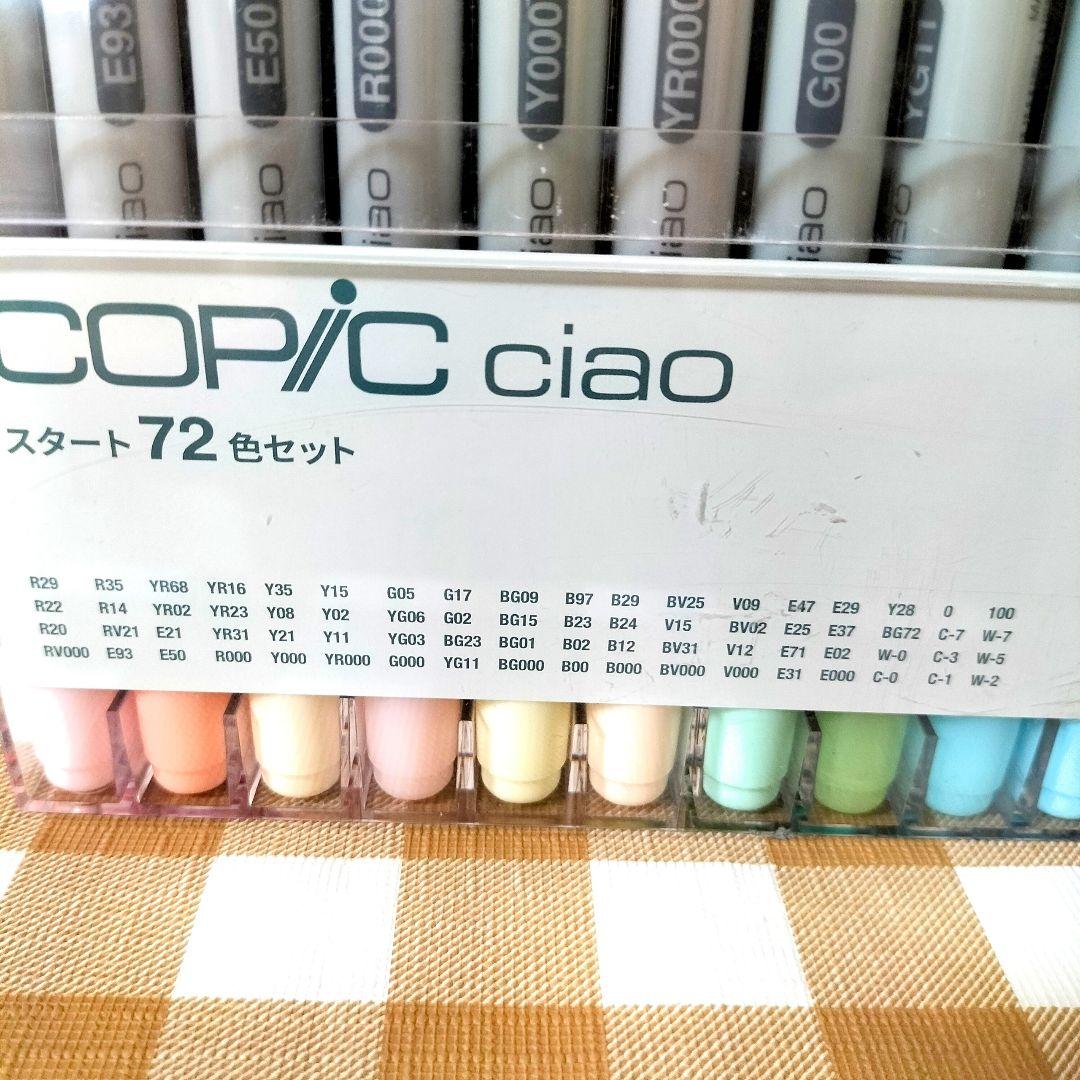 E93 E50 R000 Y000 YR000 G00 YG11
ciao ciao ciao ciao ciao ciao
COPiC ciao
スタート 72 色セット
R29 R35 YR68 YR16 Y35 Y15 G05 G17 BG09 B97 B29 BV25 V09 E47 E29 Y28 0 100
R22 R14 YR02 YR23 Y08 Y02 YG06 G02 BG15 B23 B24 V15 BV02 E25 E37 BG72 C-7 W-7
R20 RV21 E21 YR31 Y21 Y11 YG03 BG23 BG01 B02 B12 BV31 V12 E71 E02 W-0 C-3 W-5
RV000 E93 E50 R000 Y000 YR000 G000 YG11 BG000 B00 B000 BV000 V000 E31 E000 C-0 C-1 W-2